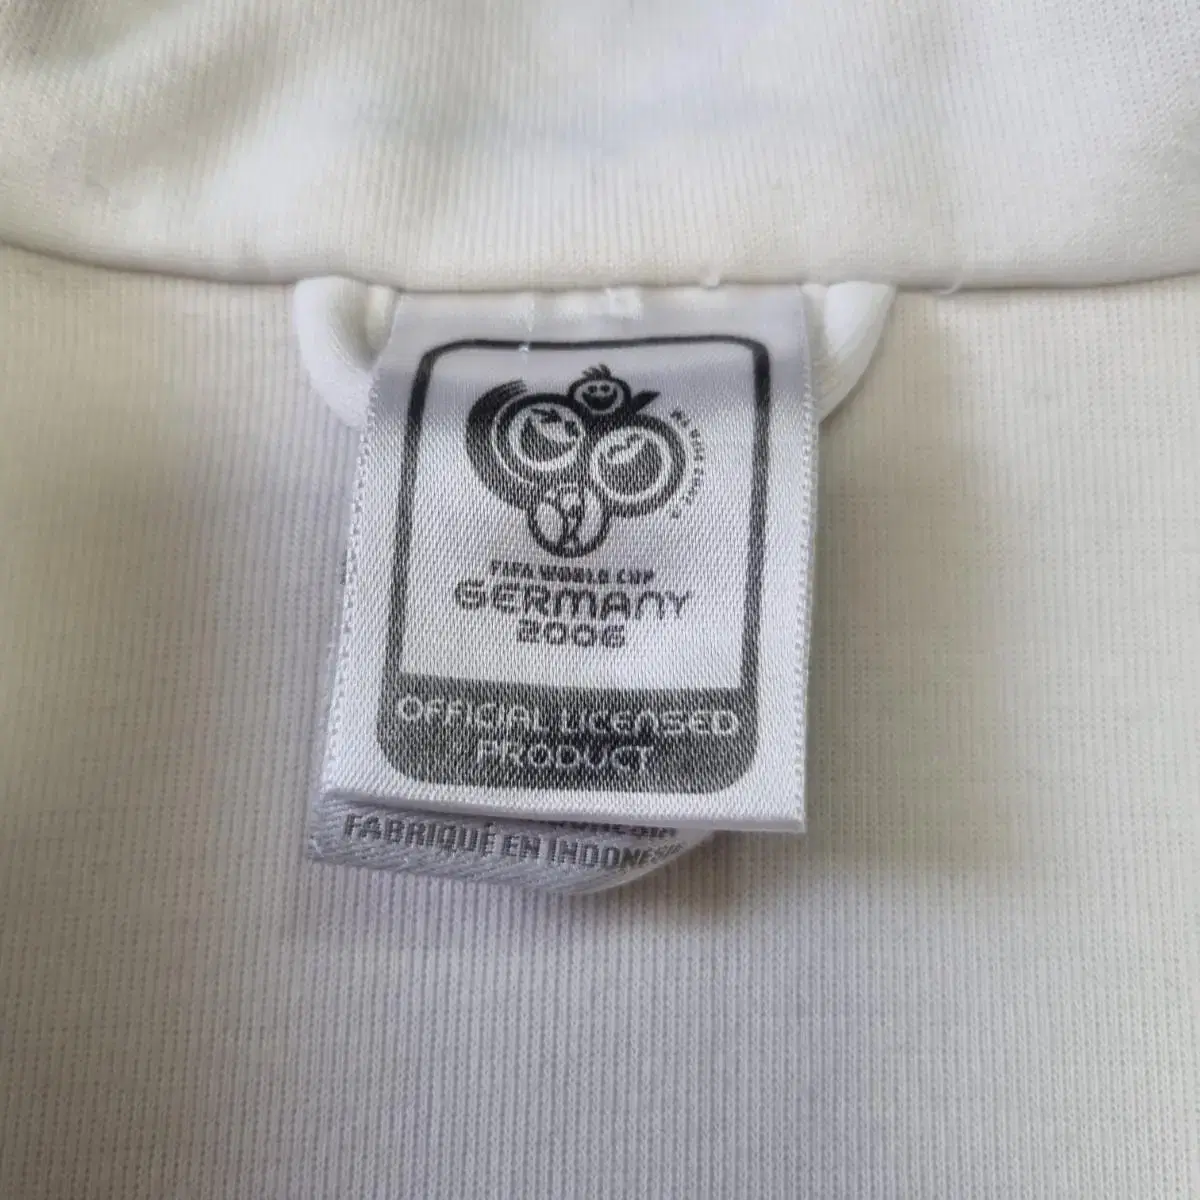 FIFA WORLD CUP
GERMANY
2006
OFFICIAL LICENSED
PRODUCT
FABRIQUÉ EN INDONESIE